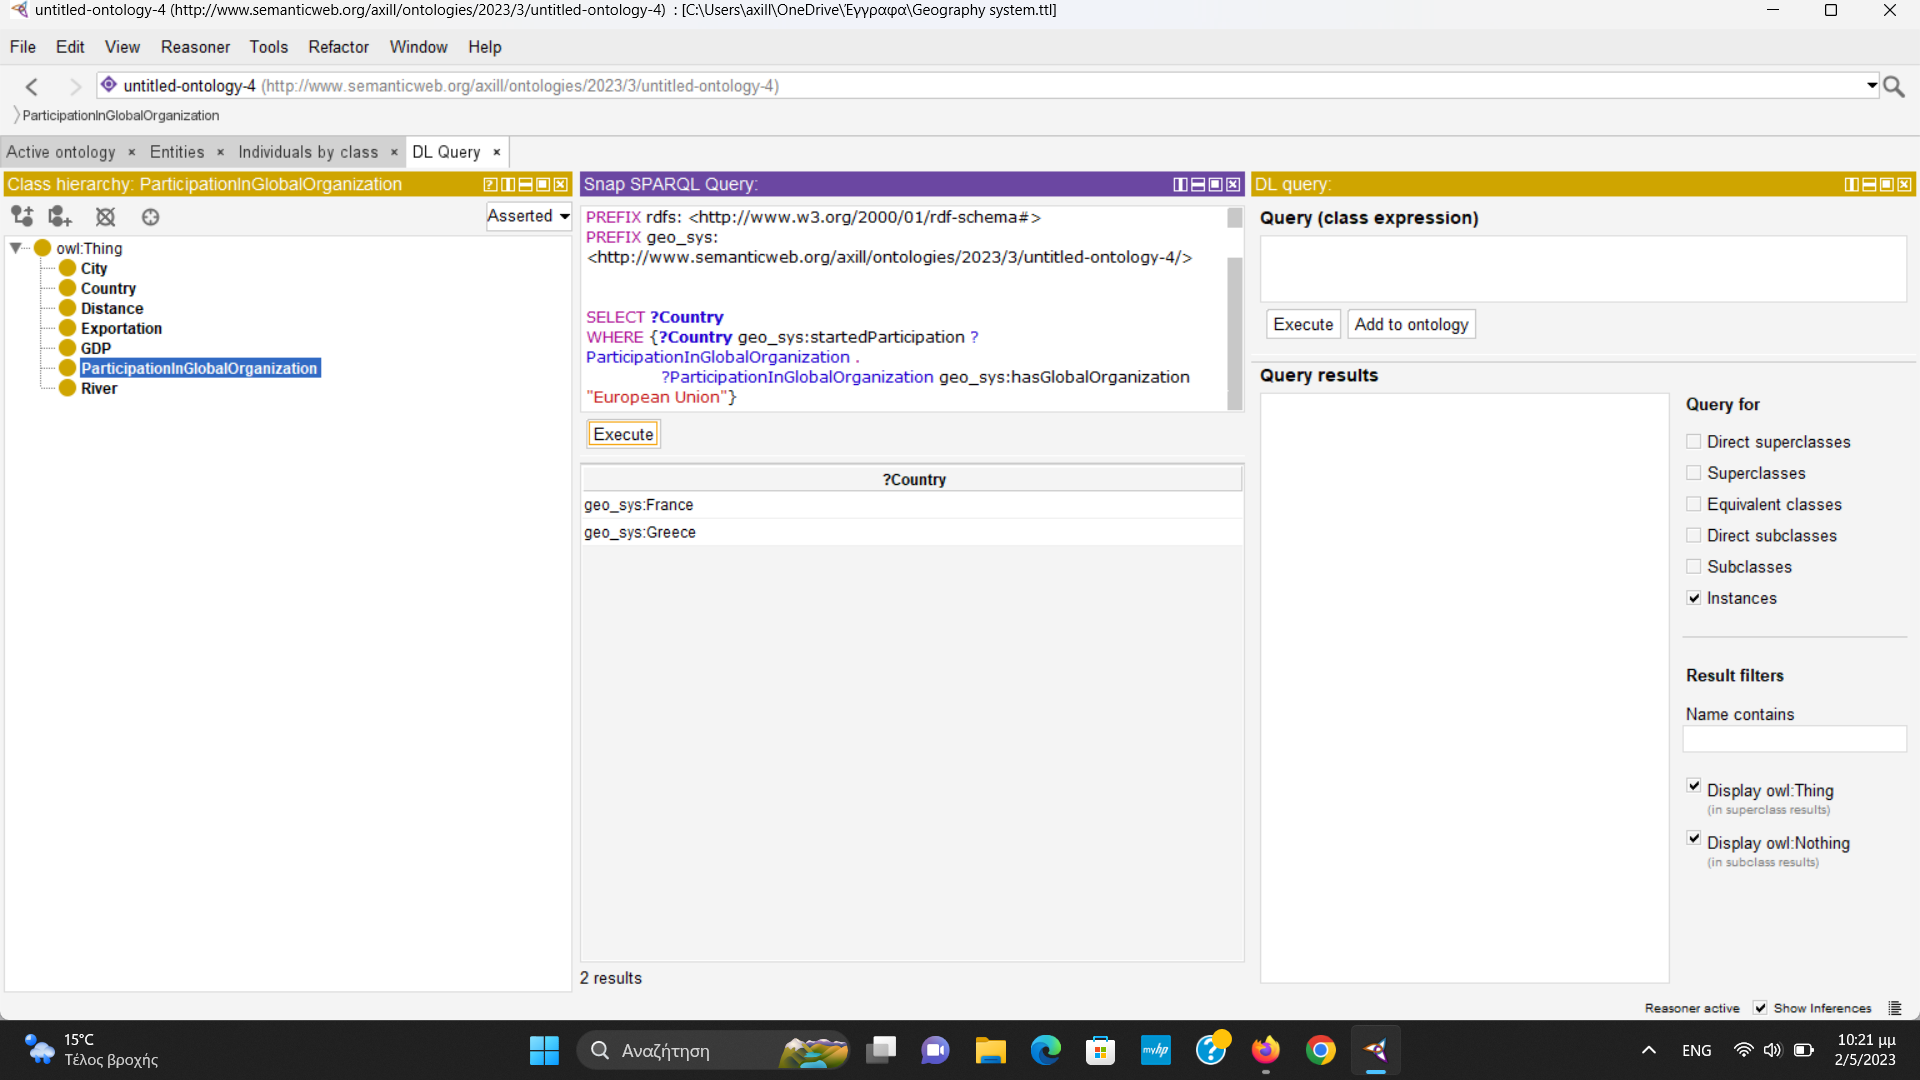 untitled-ontology-4 (http://www.semanticweb.org/axill/ontologies/2023/3/untitled-ontology-4) : [C:\Users\axill\OneDrive\Έγγραφα\Geography system.ttl]
File Edit View Reasoner Tools Refactor Window Help
untitled-ontology-4 (http://www.semanticweb.org/axill/ontologies/2023/3/untitled-ontology-4)
ParticipationInGlobalOrganization
Active ontology × Entities × Individuals by class × DL Query ×
Class hierarchy: ParticipationInGlobalOrganization
Asserted
owl:Thing
City
Country
Distance
Exportation
GDP
ParticipationInGlobalOrganization
River
Snap SPARQL Query:
PREFIX rdfs: <http://www.w3.org/2000/01/rdf-schema#>
PREFIX geo_sys:
<http://www.semanticweb.org/axill/ontologies/2023/3/untitled-ontology-4/>
SELECT ?Country
WHERE {?Country geo_sys:startedParticipation ?
ParticipationInGlobalOrganization .
?ParticipationInGlobalOrganization geo_sys:hasGlobalOrganization
"European Union"}
Execute
?Country
geo_sys:France
geo_sys:Greece
2 results
DL query:
Query (class expression)
Execute Add to ontology
Query results
Query for
Direct superclasses
Superclasses
Equivalent classes
Direct subclasses
Subclasses
Instances
Result filters
Name contains
Display owl:Thing
(in superclass results)
Display owl:Nothing
(in subclass results)
Reasoner active Show Inferences
15°C
Τέλος βροχής
Αναζήτηση
myhp
ENG
10:21 μμ
2/5/2023